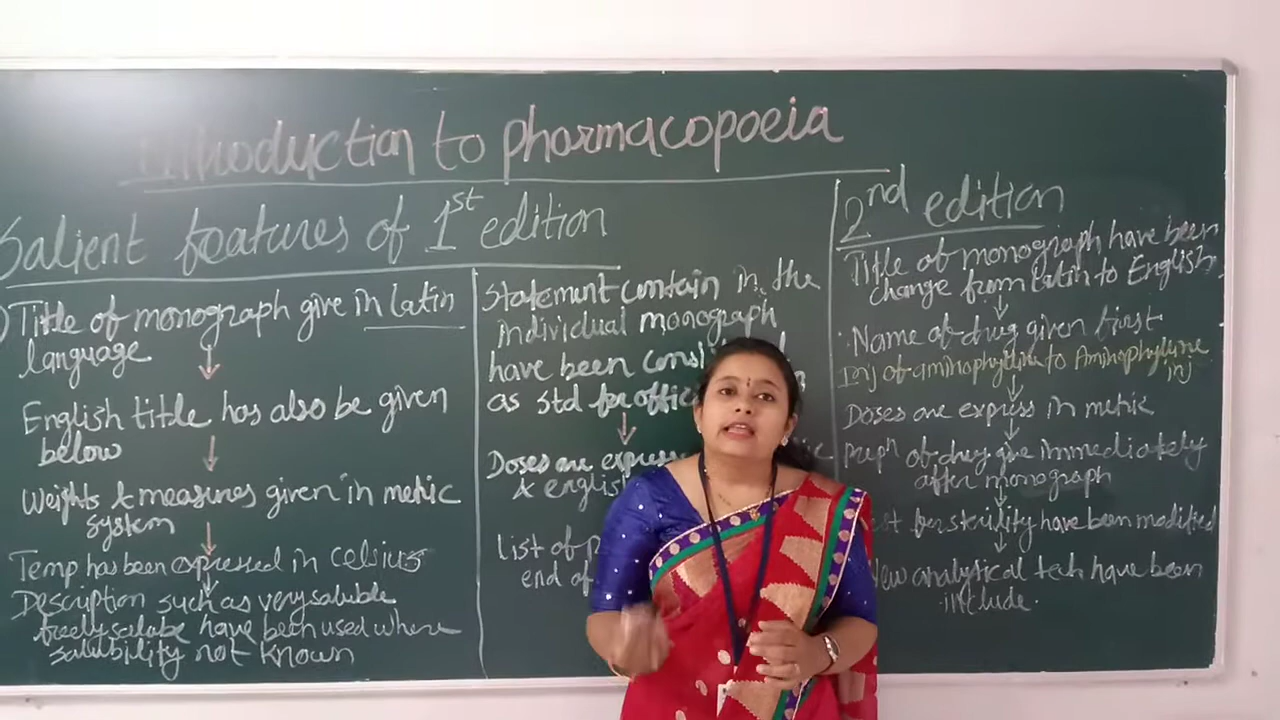 Introduction to pharmacopoeia
Salient features of 1st edition
Title of monograph give in latin
language
English title has also be given
below
Weights & measures given in metric
system
Temp has been expressed in Celsius
Description such as very soluble
freely soluble have been used where
solubility not known
Statement contain in the
individual monograph
have been
as std for
Doses are
& english
list of
end of
2nd edition
Title of monograph have been
change from Latin to English
Name of drug given first
Inj of aminophylline to Aminophylline
inj
Doses are express in metric
prepn of drug give immediately
after monograph
for sterility have been modified
analytical tech have been
include.